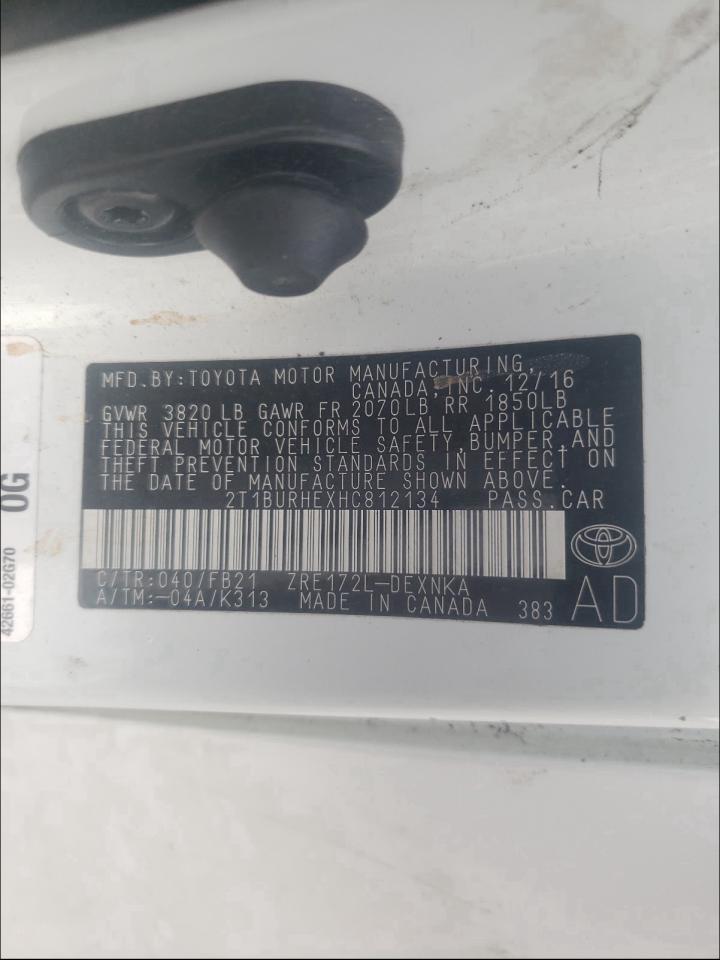 MFD.BY:TOYOTA MOTOR MANUFACTURING,
CANADA, INC. 12/16
GVWR 3820 LB GAWR FR 2070LB RR 1850LB
THIS VEHICLE CONFORMS TO ALL APPLICABLE
FEDERAL MOTOR VEHICLE SAFETY,BUMPER,AND
THEFT PREVENTION STANDARDS IN EFFECT ON
THE DATE OF MANUFACTURE SHOWN ABOVE.
2T1BURHEXHC812134 PASS.CAR
C/TR:040/FB21 ZRE172L-DEXNKA
A/TM:-04A/K313 MADE IN CANADA 383 AD
42661-02G70 0G